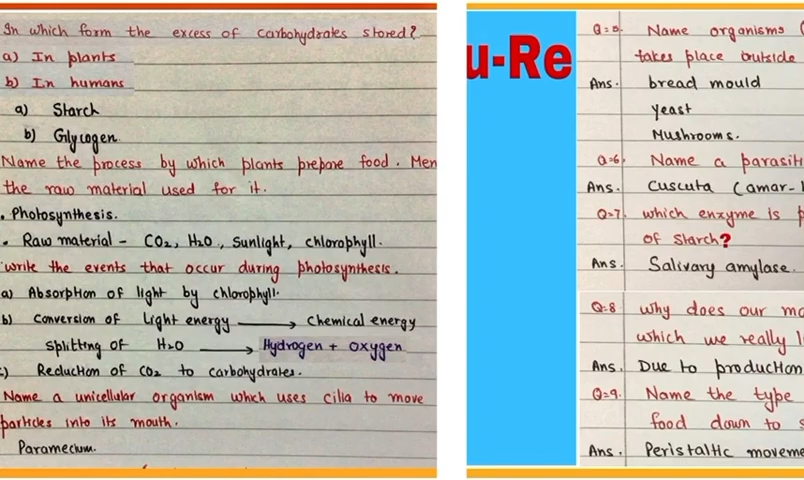 In which form the excess of carbohydrates stored?
a) In plants
b) In humans
a) Starch
b) Glycogen
Name the process by which plants prepare food. Men
the raw material used for it.
. Photosynthesis.
. Raw material - CO₂, H₂O, sunlight, chlorophyll.
write the events that occur during photosynthesis.
a) Absorption of light by chlorophyll.
b) Conversion of Light energy → chemical energy
splitting of H₂O → Hydrogen + oxygen
) Reduction of CO₂ to carbohydrates.
Name a unicellular organism which uses cilia to move
particles into its mouth.
Paramecium.
u-Re
Q=5. Name organisms
takes place outside
Ans. bread mould
yeast
Mushrooms.
Q=6. Name a parasit
Ans. Cuscuta (amar-
Q=7. which enzyme is
of starch?
Ans. Salivary amylase.
Q=8 why does our mo
which we really l
Ans. Due to production
Q=9. Name the type
food down to s
Ans. Peristaltic moveme